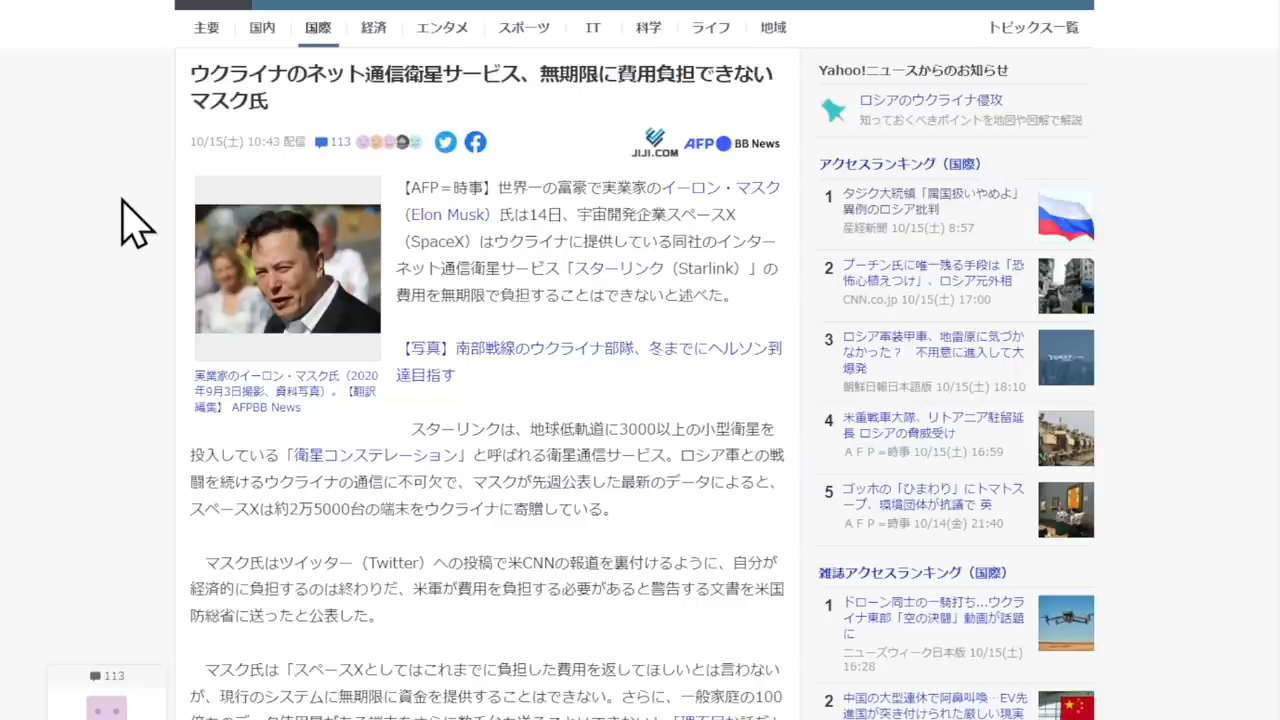 主要 国内 国際 経済 エンタメ スポーツ IT 科学 ライフ 地域 トピックス一覧
ウクライナのネット通信衛星サービス、無期限に費用負担できない
マスク氏
10/15(土) 10:43 配信 113
JIJI.COM AFP BB News
【AFP＝時事】世界一の富豪で実業家のイーロン・マスク
（Elon Musk）氏は14日、宇宙開発企業スペースX
（SpaceX）はウクライナに提供している同社のインター
ネット通信衛星サービス「スターリンク（Starlink）」の
費用を無期限で負担することはできないと述べた。
【写真】南部戦線のウクライナ部隊、冬までにヘルソン到
達目指す
実業家のイーロン・マスク氏（2020
年9月3日撮影、資料写真）。【翻訳
編集】 AFPBB News
スターリンクは、地球低軌道に3000以上の小型衛星を
投入している「衛星コンステレーション」と呼ばれる衛星通信サービス。ロシア軍との戦
闘を続けるウクライナの通信に不可欠で、マスクが先週公表した最新のデータによると、
スペースXは約2万5000台の端末をウクライナに寄贈している。
マスク氏はツイッター（Twitter）への投稿で米CNNの報道を裏付けるように、自分が
経済的に負担するのは終わりだ、米軍が費用を負担する必要があると警告する文書を米国
防総省に送ったと公表した。
マスク氏は「スペースXとしてはこれまでに負担した費用を返してほしいとは言わない
が、現行のシステムに無期限に資金を提供することはできない。さらに、一般家庭の100
113
Yahoo!ニュースからのお知らせ
ロシアのウクライナ侵攻
知っておくべきポイントを地図や図解で解説
アクセスランキング（国際）
1 タジク大統領「属国扱いやめよ」
異例のロシア批判
産経新聞 10/15(土) 8:57
2 プーチン氏に唯一残る手段は「恐
怖心植えつけ」、ロシア元外相
CNN.co.jp 10/15(土) 17:00
3 ロシア軍装甲車、地雷原に気づか
なかった？ 不用意に進入して大
爆発
朝鮮日報日本語版 10/15(土) 18:10
YAHOO!
4 米重戦車大隊、リトアニア駐留延
長 ロシアの脅威受け
ＡＦＰ＝時事 10/15(土) 16:59
5 ゴッホの「ひまわり」にトマトス
ープ、環境団体が抗議で 英
ＡＦＰ＝時事 10/14(金) 21:40
雑誌アクセスランキング（国際）
1 ドローン同士の一騎打ち…ウクラ
イナ東部「空の決闘」動画が話題
に
ニューズウィーク日本版 10/15(土)
16:28
2 中国の大型連休で阿鼻叫喚…EV先
進国が突き付けられた厳しい現実